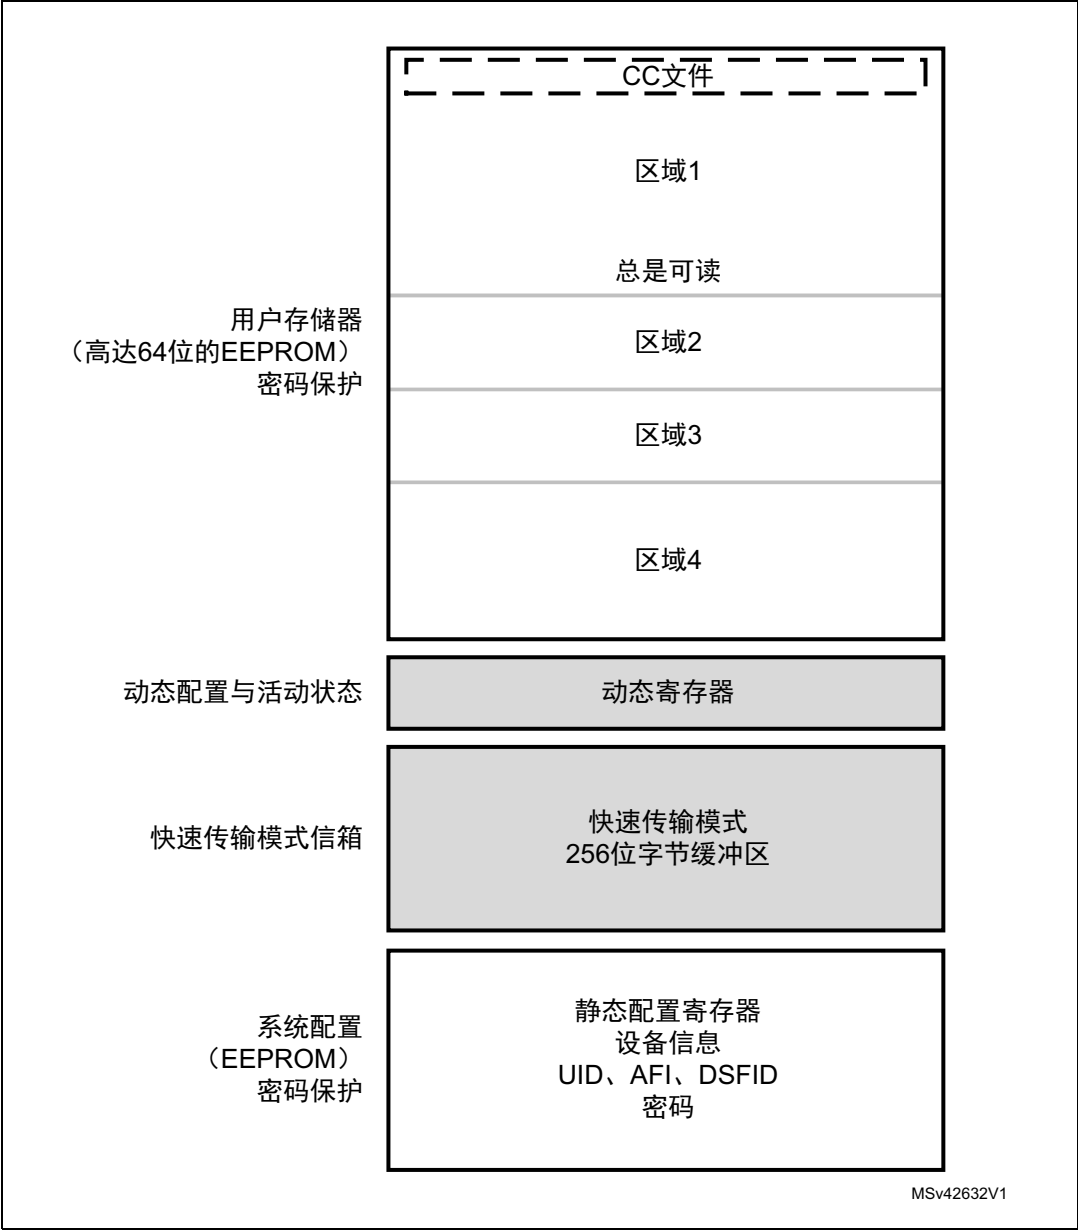 CC文件
区域1
总是可读
用户存储器
（高达64位的EEPROM）
密码保护
区域2
区域3
区域4
动态配置与活动状态
动态寄存器
快速传输模式信箱
快速传输模式
256位字节缓冲区
系统配置
（EEPROM）
密码保护
静态配置寄存器
设备信息
UID、AFI、DSFID
密码
MSv42632V1